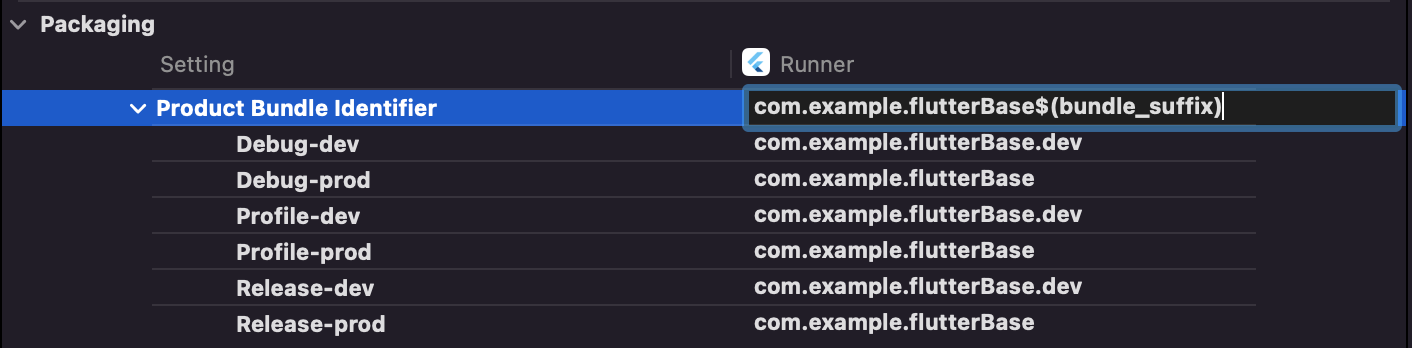 Packaging
Setting Runner
Product Bundle Identifier com.example.flutterBase$(bundle_suffix)
Debug-dev com.example.flutterBase.dev
Debug-prod com.example.flutterBase
Profile-dev com.example.flutterBase.dev
Profile-prod com.example.flutterBase
Release-dev com.example.flutterBase.dev
Release-prod com.example.flutterBase